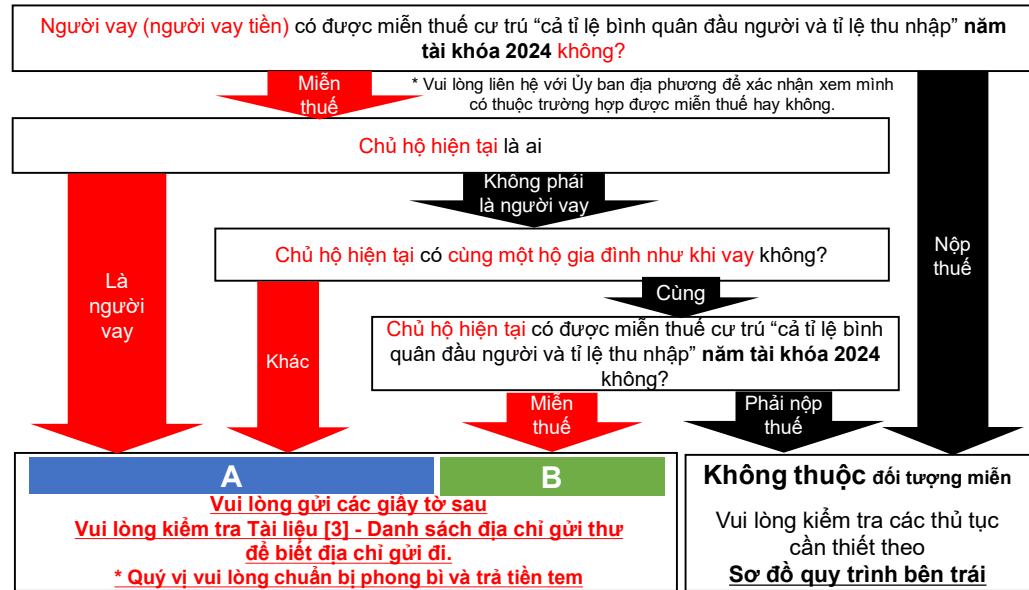 Người vay (người vay tiền) có được miễn thuế cư trú “cả tỉ lệ bình quân đầu người và tỉ lệ thu nhập” năm
tài khóa 2024 không?
Miễn
thuế
* Vui lòng liên hệ với Ủy ban địa phương để xác nhận xem mình
có thuộc trường hợp được miễn thuế hay không.
Chủ hộ hiện tại là ai
Không phải
là người vay
Chủ hộ hiện tại có cùng một hộ gia đình như khi vay không?
Nộp
thuế
Là
người
vay
Cùng
Chủ hộ hiện tại có được miễn thuế cư trú “cả tỉ lệ bình
quân đầu người và tỉ lệ thu nhập” năm tài khóa 2024
không?
Khác
Miễn
thuế
Phải nộp
thuế
A
B
Vui lòng gửi các giấy tờ sau
Vui lòng kiểm tra Tài liệu [3] - Danh sách địa chỉ gửi thư
để biết địa chỉ gửi đi.
* Quý vị vui lòng chuẩn bị phong bì và trả tiền tem
Không thuộc đối tượng miễn
Vui lòng kiểm tra các thủ tục
cần thiết theo
Sơ đồ quy trình bên trái